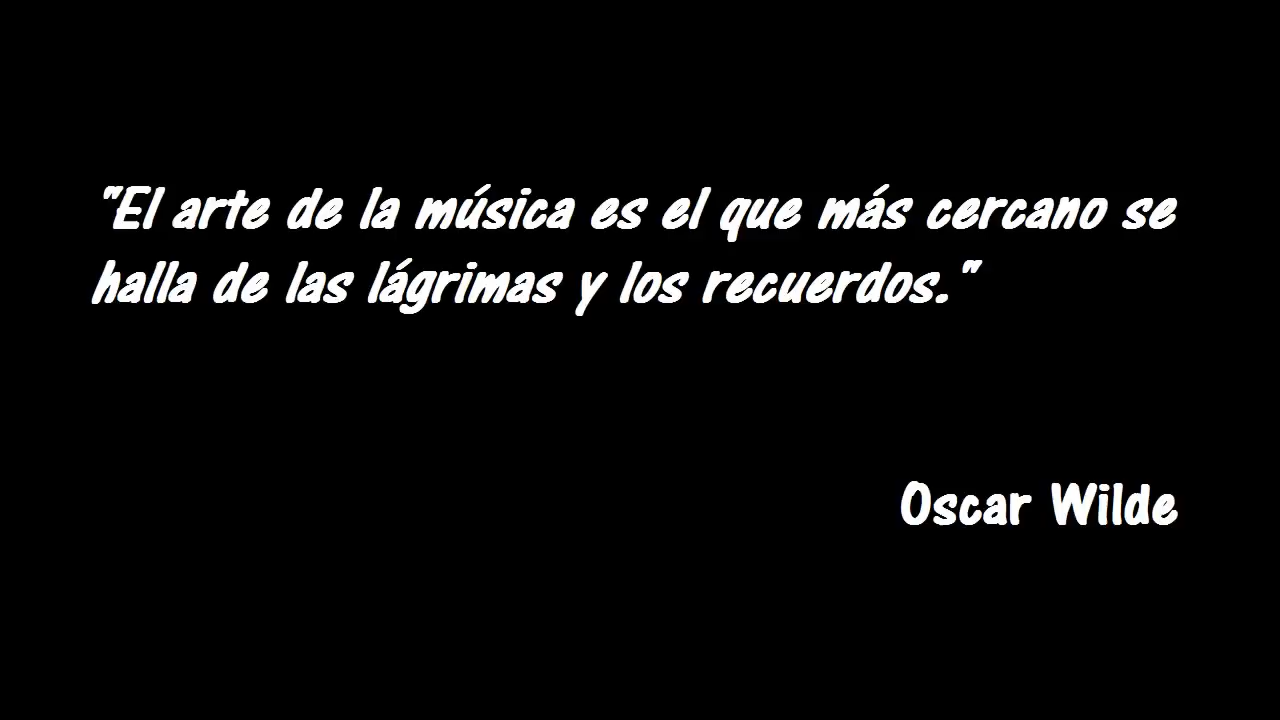 "El arte de la música es el que más cercano se
halla de las lágrimas y los recuerdos."
Oscar Wilde